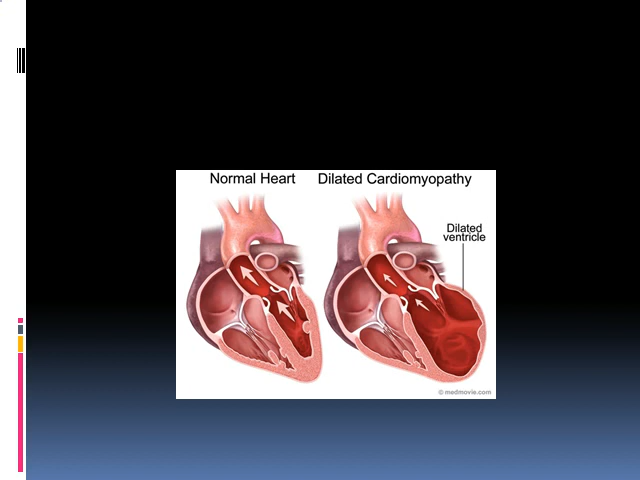 Normal Heart
Dilated Cardiomyopathy
Dilated
ventricle
© medmovie.com